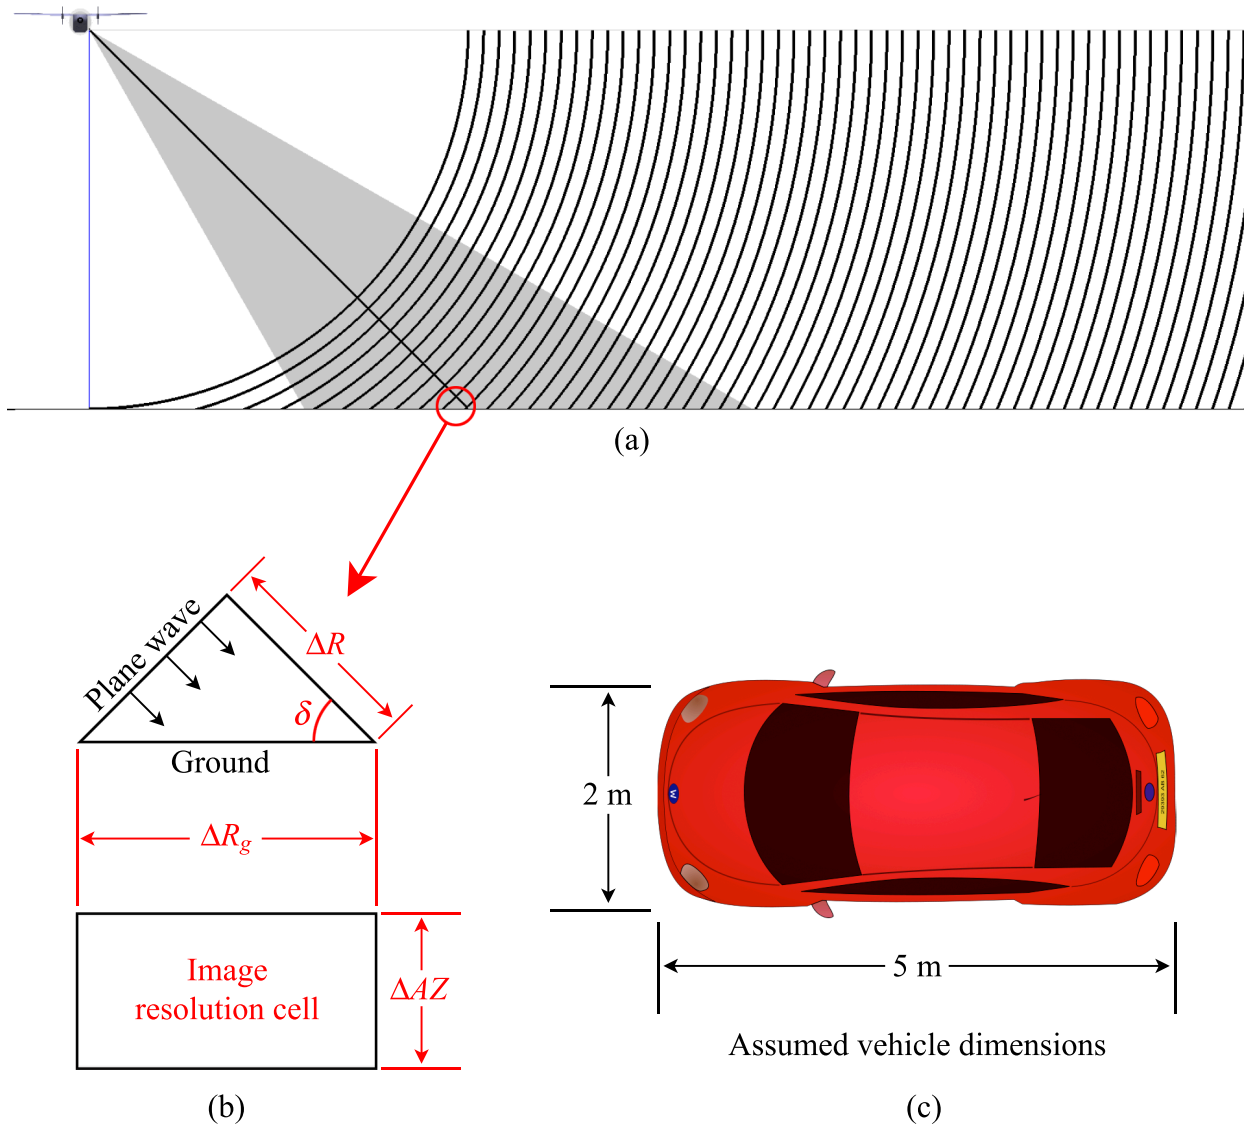 (a)
Plane wave
ΔR
δ
Ground
ΔR_g
ΔAZ
Image
resolution cell
(b)
2 m
W
5 m
Assumed vehicle dimensions
(c)